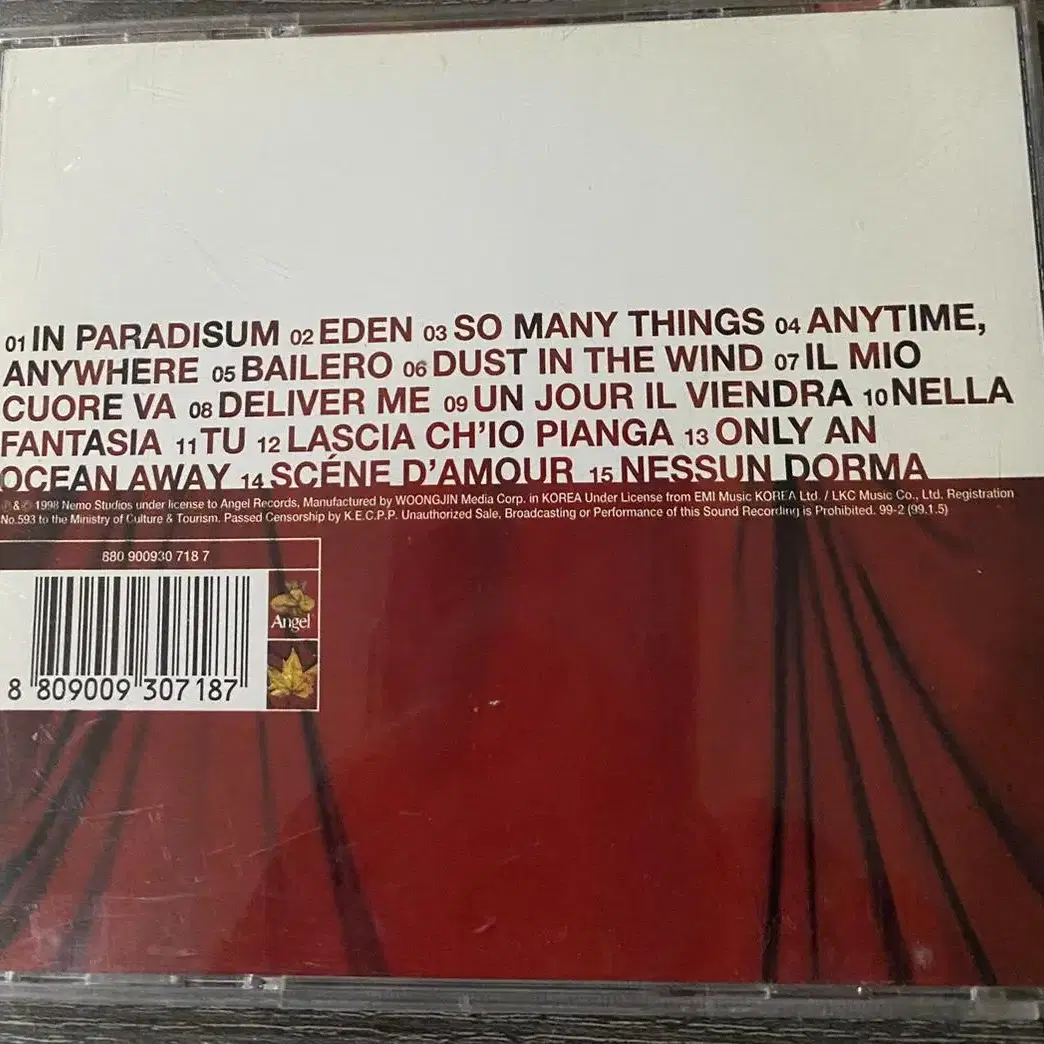 01 IN PARADISUM 02 EDEN 03 SO MANY THINGS 04 ANYTIME,
ANYWHERE 05 BAILERO 06 DUST IN THE WIND 07 IL MIO
CUORE VA 08 DELIVER ME 09 UN JOUR IL VIENDRA 10 NELLA
FANTASIA 11 TU 12 LASCIA CH'IO PIANGA 13 ONLY AN
OCEAN AWAY 14 SCÉNE D'AMOUR 15 NESSUN DORMA
℗ & © 1998 Nemo Studios under license to Angel Records, Manufactured by WOONGJIN Media Corp. in KOREA Under License from EMI Music KOREA Ltd. / LKC Music Co., Ltd. Registration
No.593 to the Ministry of Culture & Tourism. Passed Censorship by K.E.C.P.P. Unauthorized Sale, Broadcasting or Performance of this Sound Recording is Prohibited. 99-2 (99.1.5)
880 900930 718 7
Angel
8 809009 307187